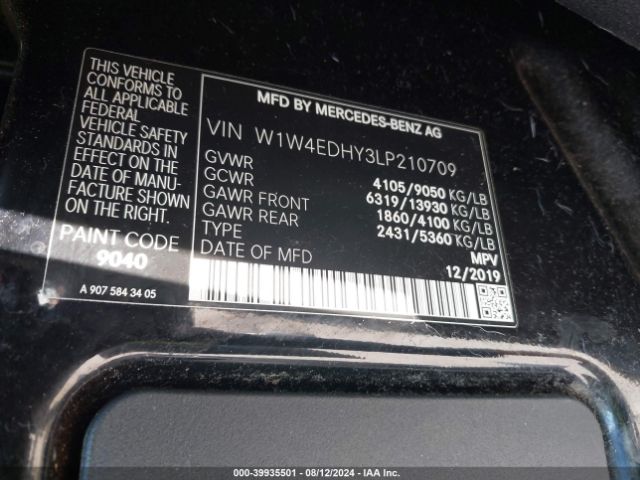 THIS VEHICLE
CONFORMS TO
ALL APPLICABLE
FEDERAL
VEHICLE SAFETY
STANDARDS IN
EFFECT ON THE
DATE OF MANU-
FACTURE SHOWN
ON THE RIGHT.
PAINT CODE
9040
A 907 584 34 05
MFD BY MERCEDES-BENZ AG
VIN W1W4EDHY3LP210709
GVWR 4105/9050 KG/LB
GCWR 6319/13930 KG/LB
GAWR FRONT 1860/4100 KG/LB
GAWR REAR 2431/5360 KG/LB
TYPE MPV
DATE OF MFD 12/2019
000-39935501 - 08/12/2024 - IAA Inc.